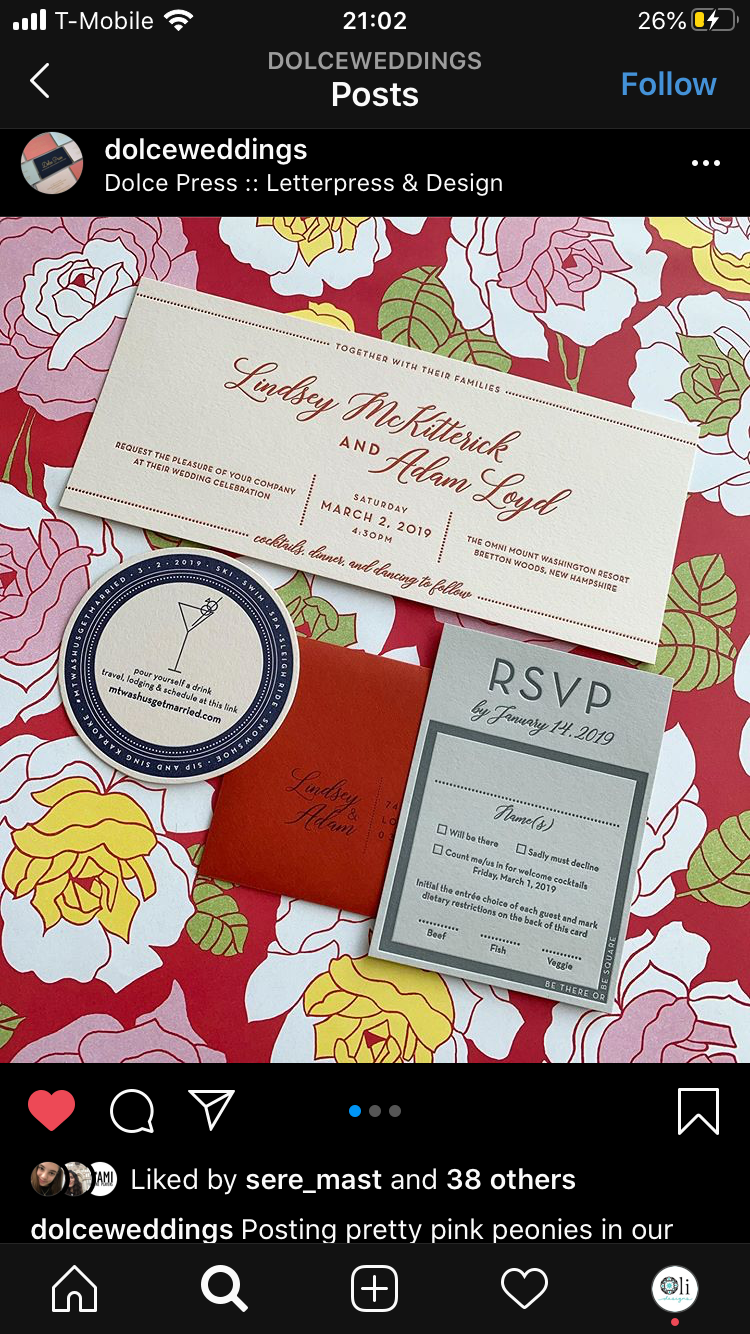 T-Mobile
21:02
26%
DOLCEWEDDINGS
Posts
Follow
dolceweddings
Dolce Press :: Letterpress & Design
TOGETHER WITH THEIR FAMILIES
Lindsey McKitterick
AND
Adam Loyd
REQUEST THE PLEASURE OF YOUR COMPANY
AT THEIR WEDDING CELEBRATION
SATURDAY
MARCH 2, 2019
4:30PM
THE OMNI MOUNT WASHINGTON RESORT
BRETTON WOODS, NEW HAMPSHIRE
cocktails, dinner, and dancing to follow
#MTWASHUSGETMARRIED · 3 · 2 · 2019 · SKI · SWIM · SPA · SLEIGH RIDE · SNOWSHOE · SIP AND SING KARAOKE
pour yourself a drink
travel, lodging & schedule at this link
mtwashusgetmarried.com
Lindsey
&
Adam
RSVP
by January 14, 2019
Name(s)
Will be there
Sadly must decline
Count me/us in for welcome cocktails
Friday, March 1, 2019
Initial the entrée choice of each guest and mark
dietary restrictions on the back of this card
Beef
Fish
Veggie
BE THERE OR BE SQUARE
Liked by sere_mast and 38 others
dolceweddings Posting pretty pink peonies in our
Oli
designs